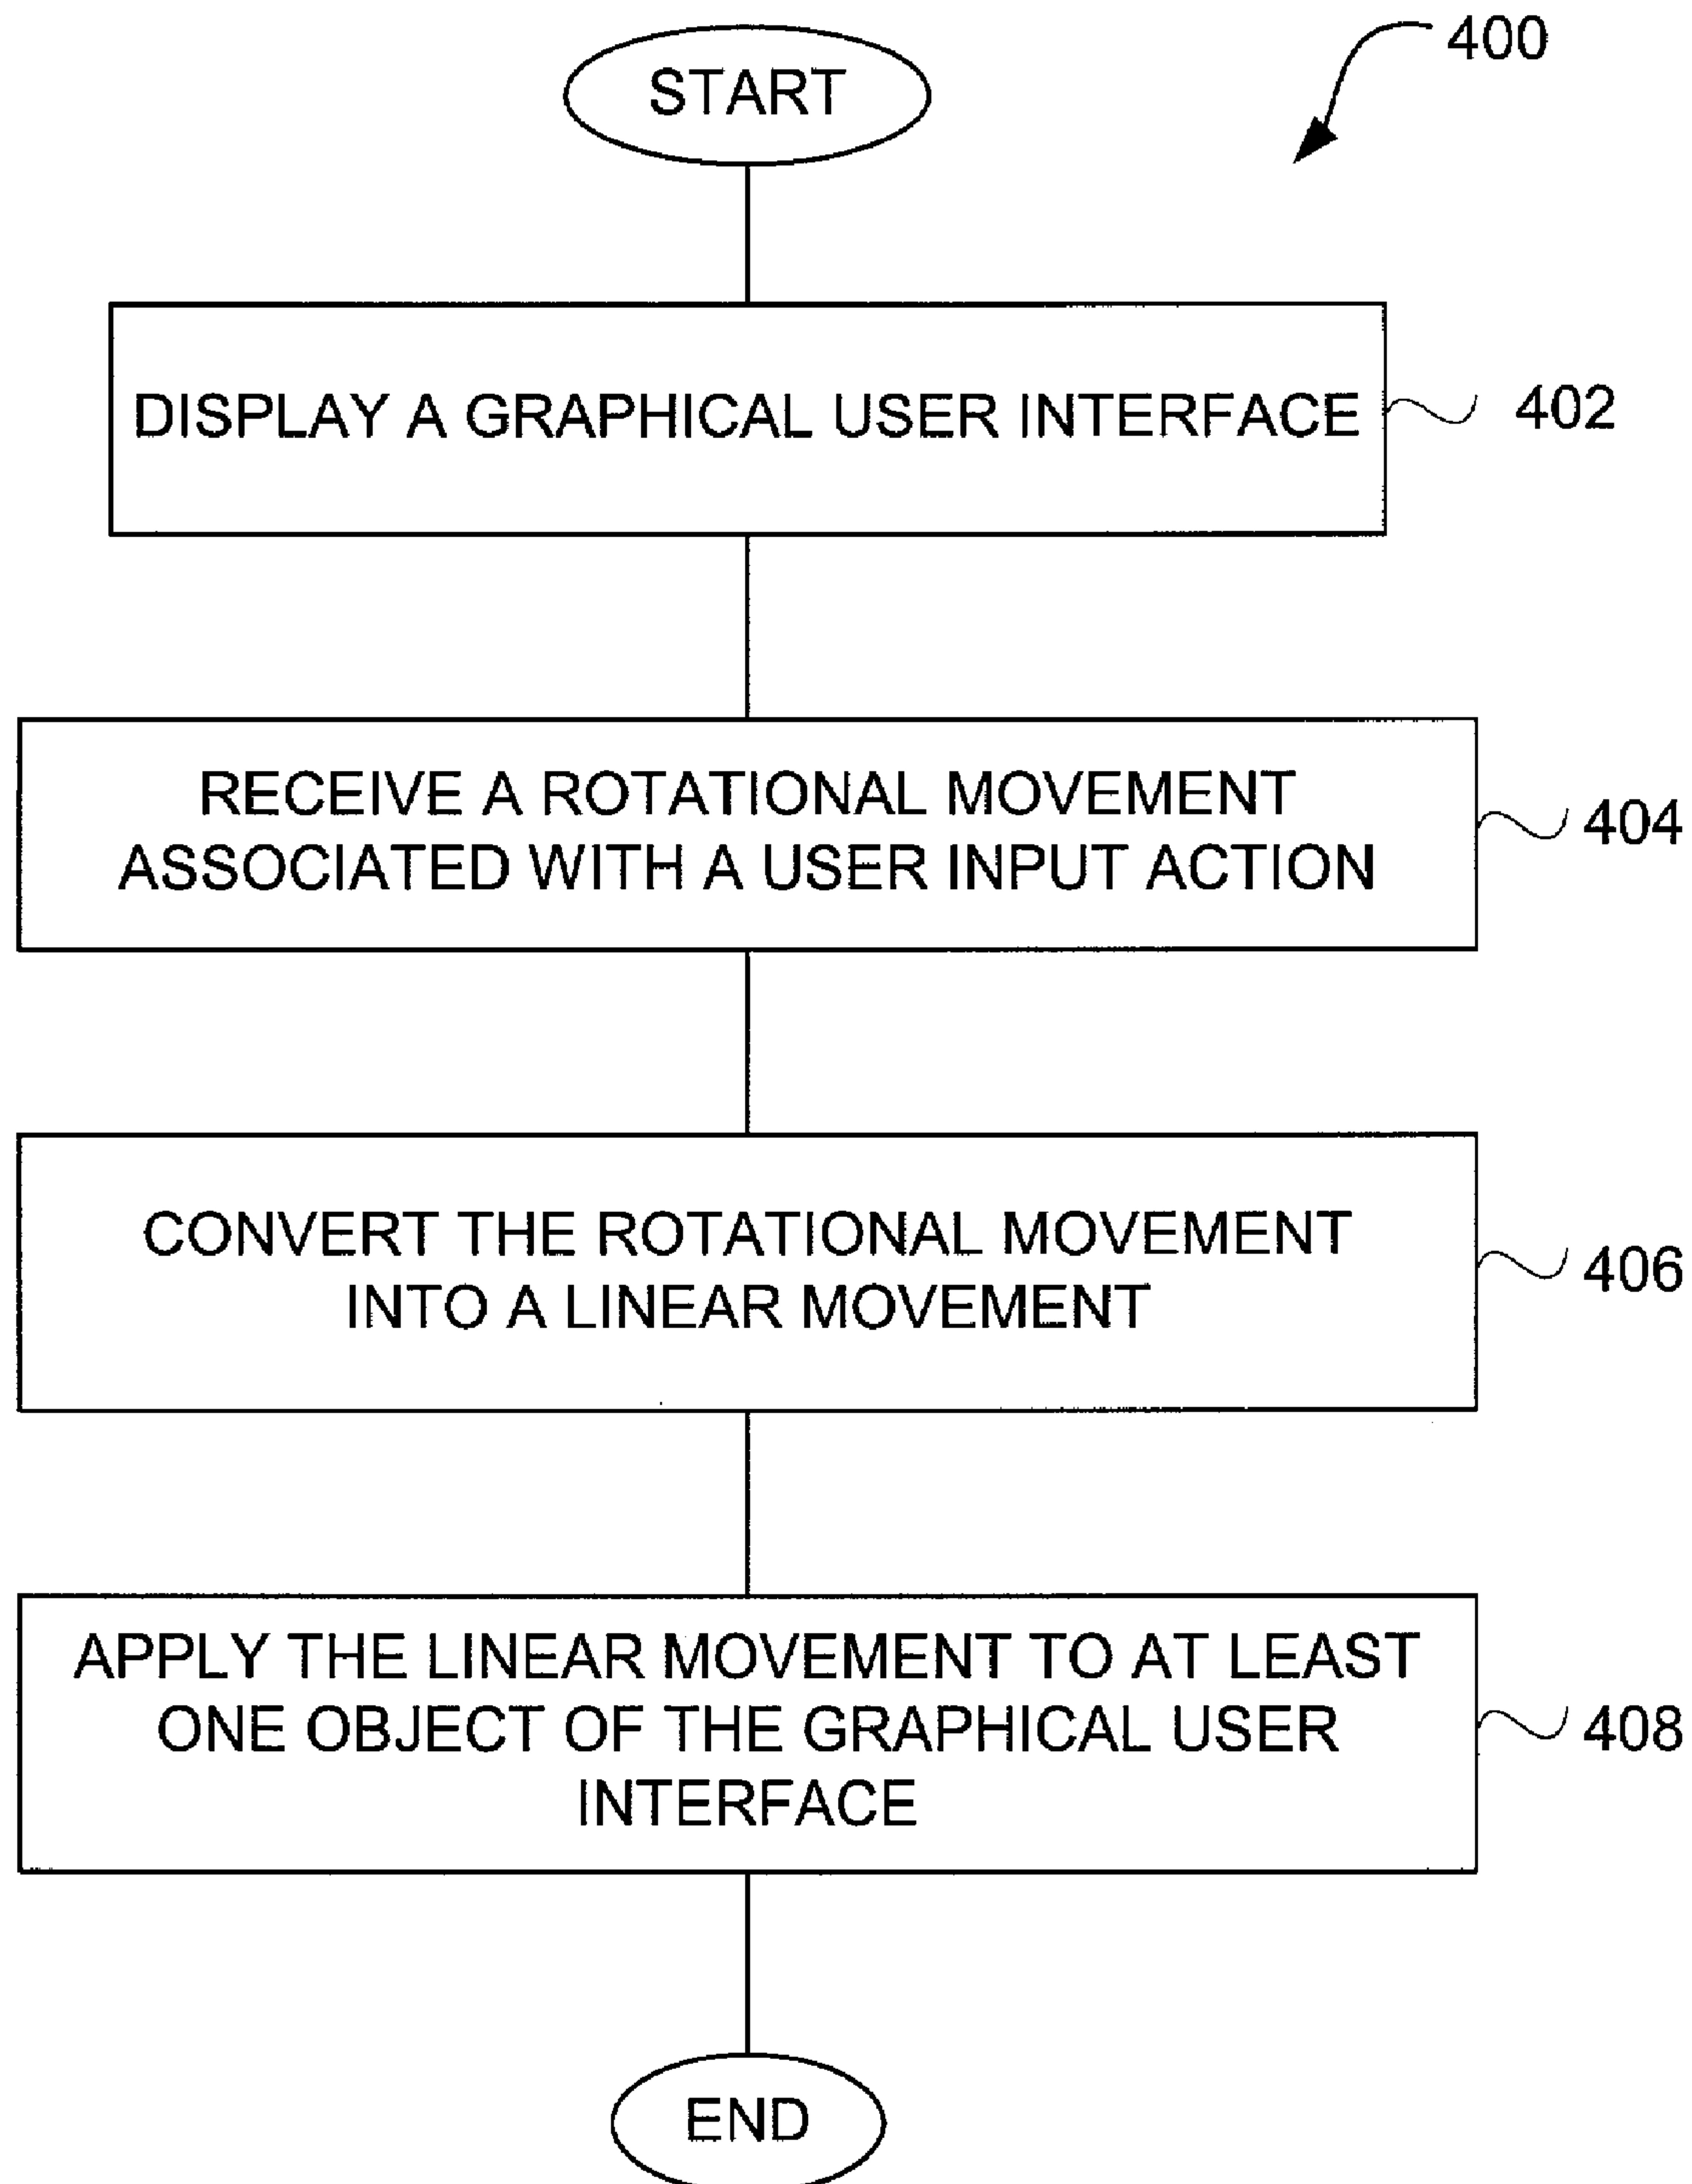 START
400
DISPLAY A GRAPHICAL USER INTERFACE
402
RECEIVE A ROTATIONAL MOVEMENT
ASSOCIATED WITH A USER INPUT ACTION
404
CONVERT THE ROTATIONAL MOVEMENT
INTO A LINEAR MOVEMENT
406
APPLY THE LINEAR MOVEMENT TO AT LEAST
ONE OBJECT OF THE GRAPHICAL USER
INTERFACE
408
END